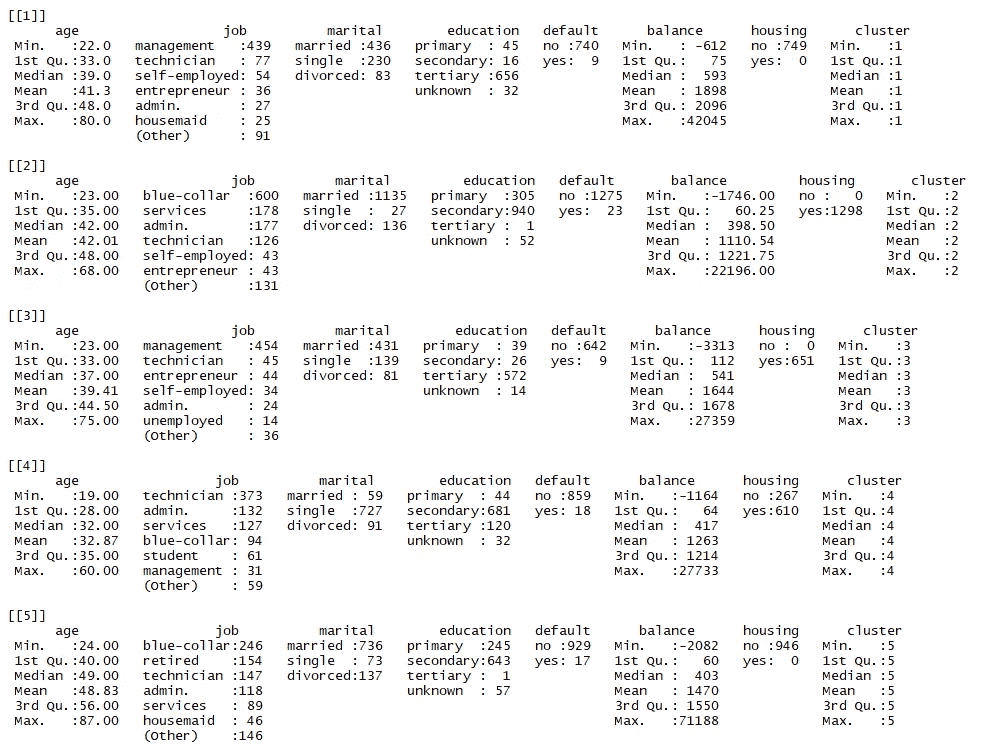 [[1]]
      age                 job          marital         education     default       balance        housing      cluster
 Min.   :22.0   management   :439   married :436   primary  : 45   no :740   Min.   : -612   no :749   Min.   :1
 1st Qu.:33.0   technician   : 77   single  :230   secondary: 16   yes:  9   1st Qu.:   75   yes:  0   1st Qu.:1
 Median :39.0   self-employed: 54   divorced: 83   tertiary :656             Median :  593             Median :1
 Mean   :41.3   entrepreneur : 36                  unknown  : 32             Mean   : 1898             Mean   :1
 3rd Qu.:48.0   admin.       : 27                                            3rd Qu.: 2096             3rd Qu.:1
 Max.   :80.0   housemaid    : 25                                            Max.   :42045             Max.   :1
                (Other)      : 91
[[2]]
      age                  job          marital          education      default        balance          housing       cluster
 Min.   :23.00   blue-collar  :600   married :1135   primary  :305   no :1275   Min.   :-1746.00   no :   0   Min.   :2
 1st Qu.:35.00   services     :178   single  :  27   secondary:940   yes:  23   1st Qu.:   60.25   yes:1298   1st Qu.:2
 Median :42.00   admin.       :177   divorced: 136   tertiary :  1              Median :  398.50              Median :2
 Mean   :42.01   technician   :126                   unknown  : 52              Mean   : 1110.54              Mean   :2
 3rd Qu.:48.00   self-employed: 43                                              3rd Qu.: 1221.75              3rd Qu.:2
 Max.   :68.00   entrepreneur : 43                                              Max.   :22196.00              Max.   :2
                 (Other)      :131
[[3]]
      age                  job          marital         education     default       balance        housing      cluster
 Min.   :23.00   management   :454   married :431   primary  : 39   no :642   Min.   :-3313   no :  0   Min.   :3
 1st Qu.:33.00   technician   : 45   single  :139   secondary: 26   yes:  9   1st Qu.:  112   yes:651   1st Qu.:3
 Median :37.00   entrepreneur : 44   divorced: 81   tertiary :572             Median :  541             Median :3
 Mean   :39.41   self-employed: 34                  unknown  : 14             Mean   : 1644             Mean   :3
 3rd Qu.:44.50   admin.       : 24                                            3rd Qu.: 1678             3rd Qu.:3
 Max.   :75.00   unemployed   : 14                                            Max.   :27359             Max.   :3
                 (Other)      : 36
[[4]]
      age                job          marital         education     default       balance        housing      cluster
 Min.   :19.00   technician :373   married : 59   primary  : 44   no :859   Min.   :-1164   no :267   Min.   :4
 1st Qu.:28.00   admin.     :132   single  :727   secondary:681   yes: 18   1st Qu.:   64   yes:610   1st Qu.:4
 Median :32.00   services   :127   divorced: 91   tertiary :120             Median :  417             Median :4
 Mean   :32.87   blue-collar: 94                  unknown  : 32             Mean   : 1263             Mean   :4
 3rd Qu.:35.00   student    : 61                                            3rd Qu.: 1214             3rd Qu.:4
 Max.   :60.00   management : 31                                            Max.   :27733             Max.   :4
                 (Other)    : 59
[[5]]
      age                job          marital         education     default       balance        housing      cluster
 Min.   :24.00   blue-collar:246   married :736   primary  :245   no :929   Min.   :-2082   no :946   Min.   :5
 1st Qu.:40.00   retired    :154   single  : 73   secondary:643   yes: 17   1st Qu.:   60   yes:  0   1st Qu.:5
 Median :49.00   technician :147   divorced:137   tertiary :  1             Median :  403             Median :5
 Mean   :48.83   admin.     :118                  unknown  : 57             Mean   : 1470             Mean   :5
 3rd Qu.:56.00   services   : 89                                            3rd Qu.: 1550             3rd Qu.:5
 Max.   :87.00   housemaid  : 46                                            Max.   :71188             Max.   :5
                 (Other)    :146